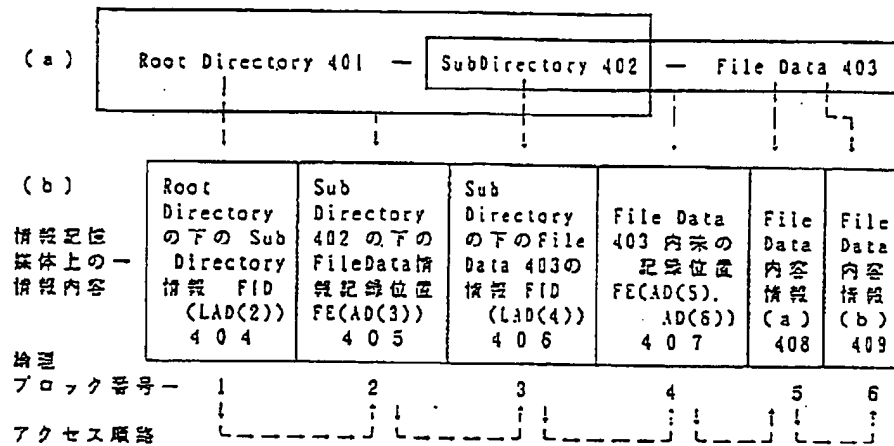 (a) Root Directory 401 — SubDirectory 402 — File Data 403
(b)
情報記憶
媒体上の
情報内容
Root
Directory
の下の Sub
Directory
情報 FID
(LAD(2))
404
Sub
Directory
402 の下の
FileData情
報記録位置
FE(AD(3))
405
Sub
Directory
の下のFile
Data 403の
情報 FID
(LAD(4))
406
File Data
403 内容の
記録位置
FE(AD(5),
AD(6))
407
File
Data
内容
情報
(a)
408
File
Data
内容
情報
(b)
409
論理
ブロック番号 — 1 2 3 4 5 6
アクセス順路